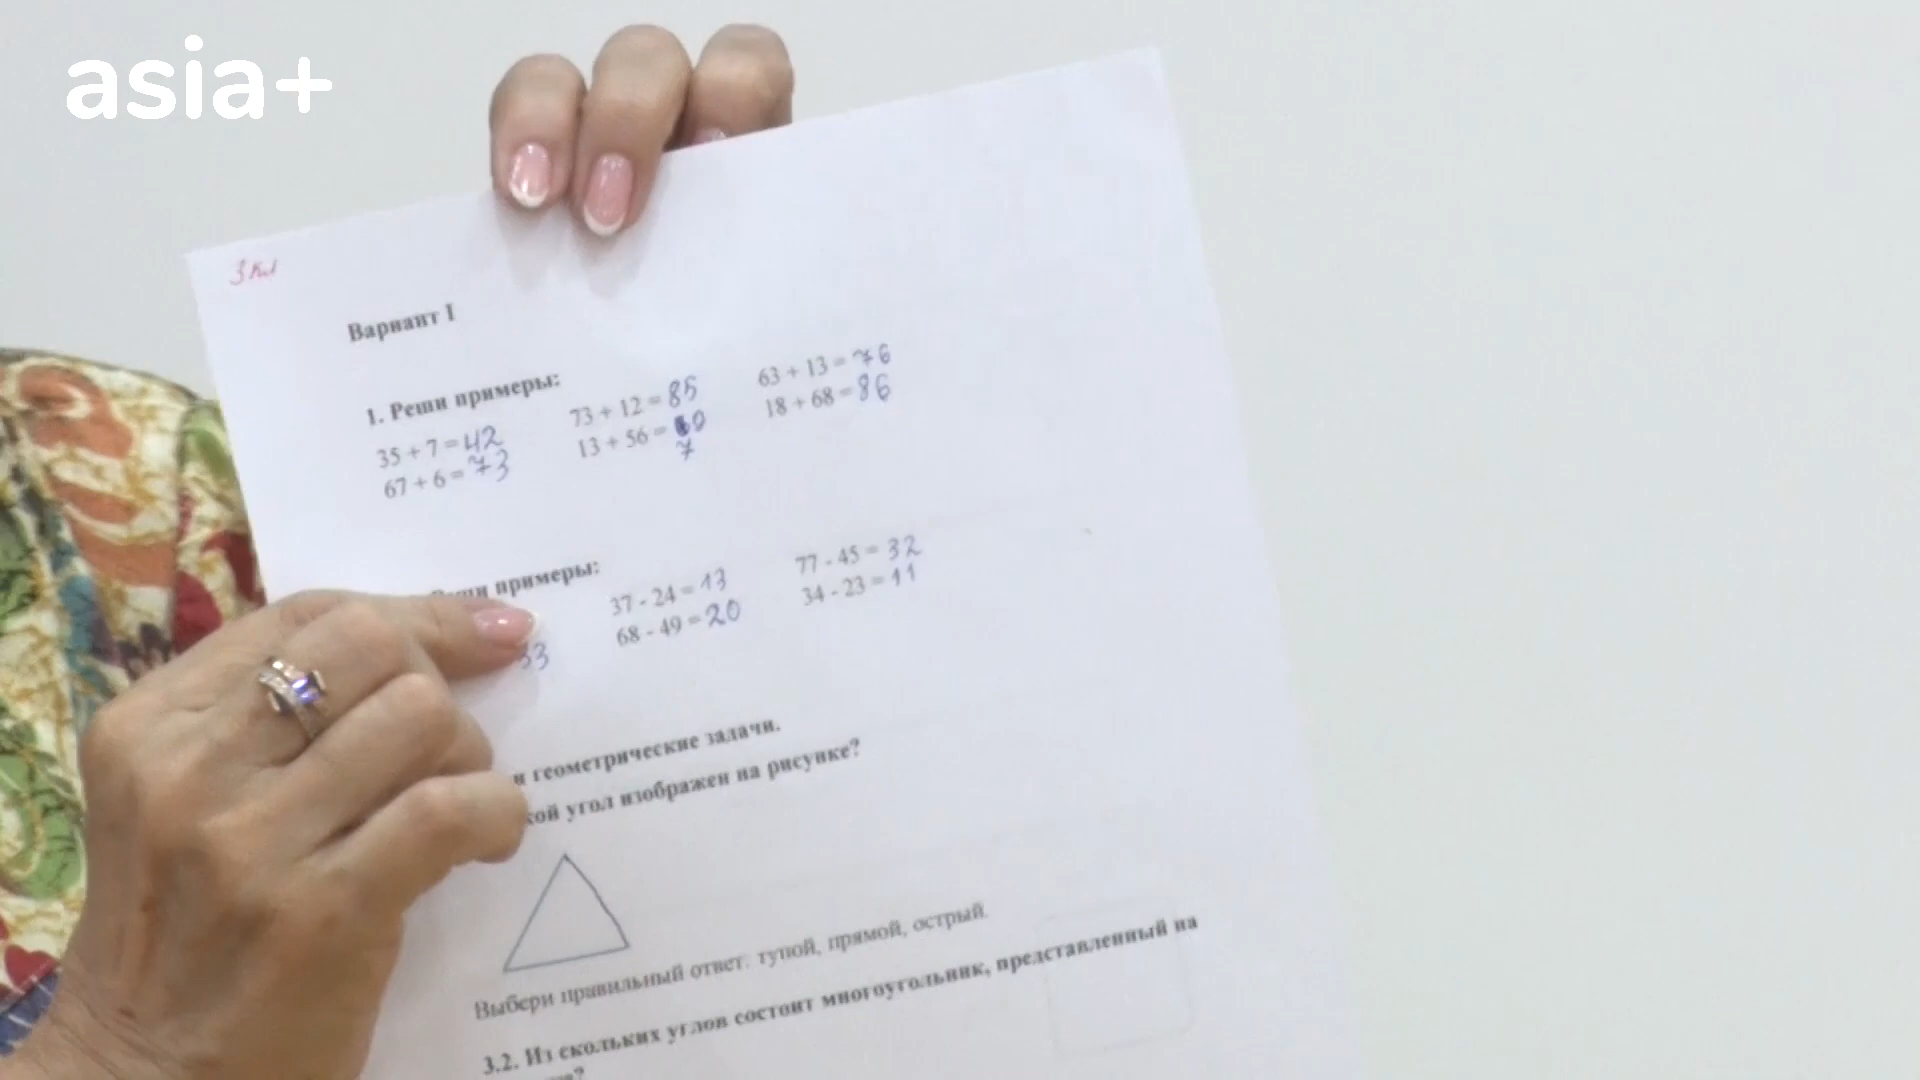 asia+
3 кл
Вариант I
1. Реши примеры:
35 + 7 = 42
67 + 6 = 73
73 + 12 = 85
13 + 56 =
7
63 + 13 = 76
18 + 68 = 86
примеры:
33
37 - 24 = 13
68 - 49 = 20
77 - 45 = 32
34 - 23 = 11
и геометрические задачи.
кой угол изображен на рисунке?
Выбери правильный ответ: тупой, прямой, острый.
3.2. Из скольких углов состоит многоугольник, представленный на